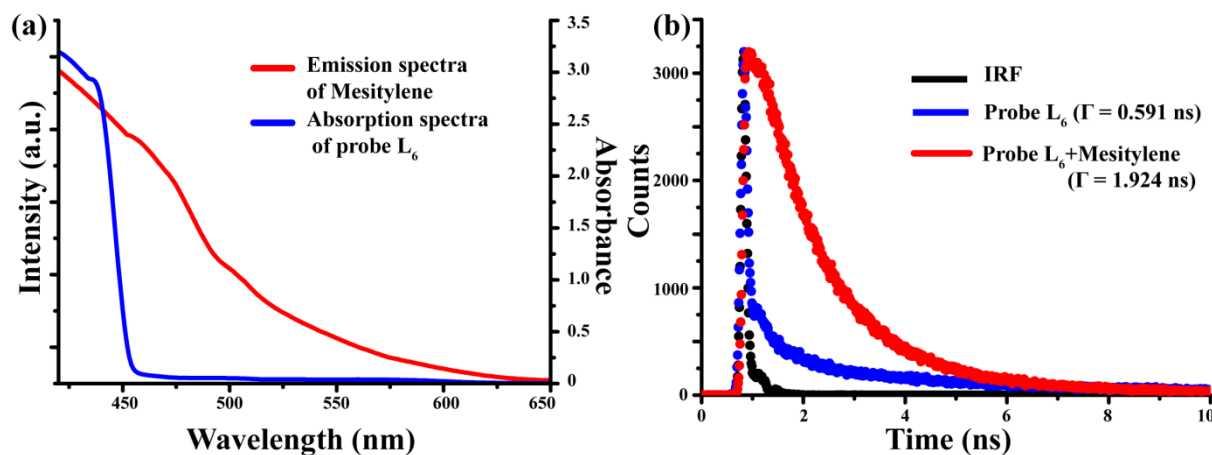 (a)
Emission spectra
of Mesitylene
Absorption spectra
of probe L6
Intensity (a.u.)
3.5
3.0
2.5
2.0
1.5
1.0
0.5
0
Absorbance
450
500
550
600
650
Wavelength (nm)
(b)
IRF
Probe L6 (Γ = 0.591 ns)
Probe L6+Mesitylene
(Γ = 1.924 ns)
Counts
3000
2000
1000
0
0
2
4
6
8
10
Time (ns)